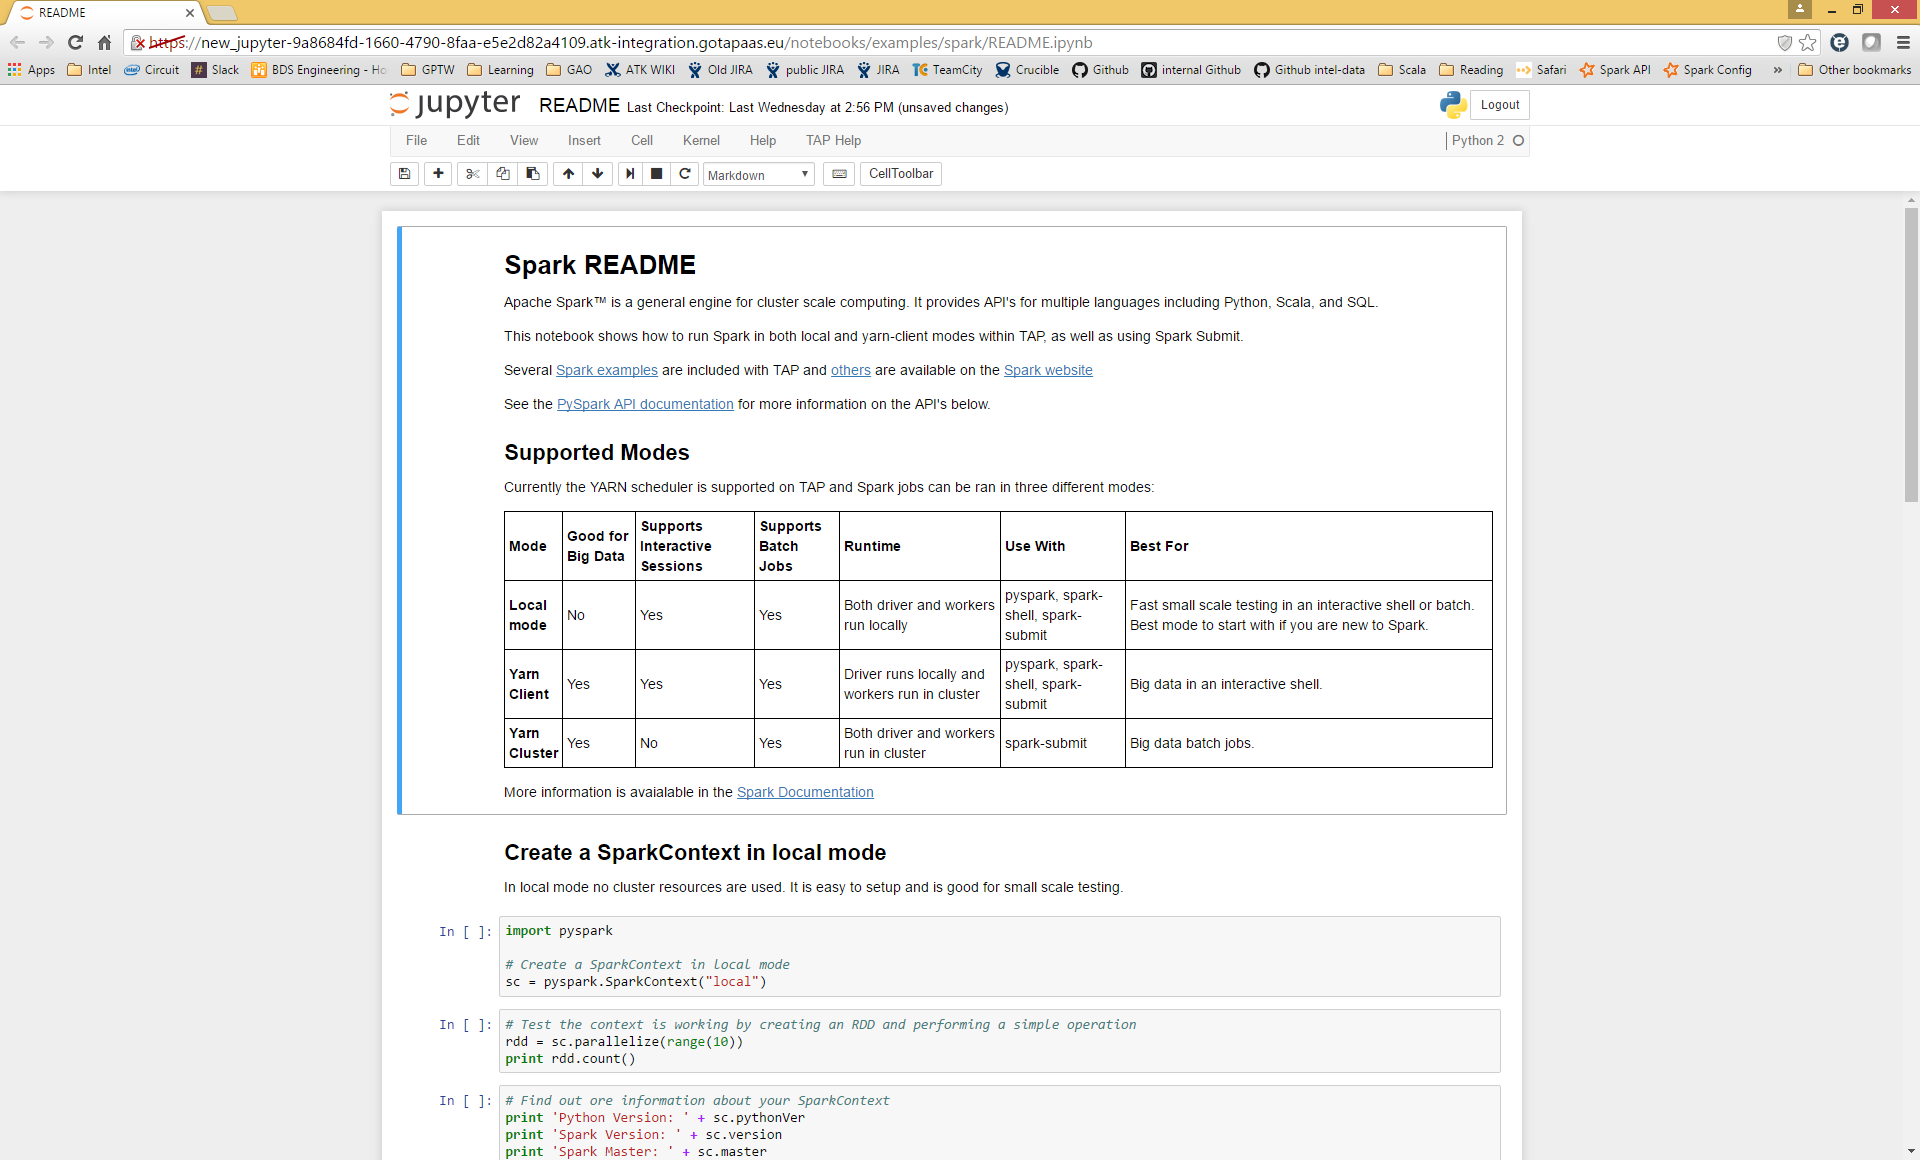 README
https://new_jupyter-9a8684fd-1660-4790-8faa-e5e2d82a4109.atk-integration.gotapaas.eu/notebooks/examples/spark/README.ipynb
Apps Intel Circuit Slack BDS Engineering - Ho GPTW Learning GAO ATK WIKI Old JIRA public JIRA JIRA TeamCity Crucible Github internal Github Github intel-data Scala Reading Safari Spark API Spark Config » Other bookmarks
jupyter README Last Checkpoint: Last Wednesday at 2:56 PM (unsaved changes) Logout
File Edit View Insert Cell Kernel Help TAP Help Python 2
Markdown CellToolbar
Spark README
Apache Spark™ is a general engine for cluster scale computing. It provides API's for multiple languages including Python, Scala, and SQL.
This notebook shows how to run Spark in both local and yarn-client modes within TAP, as well as using Spark Submit.
Several Spark examples are included with TAP and others are available on the Spark website
See the PySpark API documentation for more information on the API's below.
Supported Modes
Currently the YARN scheduler is supported on TAP and Spark jobs can be ran in three different modes:
Mode
Good for
Big Data
Supports
Interactive
Sessions
Supports
Batch
Jobs
Runtime
Use With
Best For
Local
mode
No
Yes
Yes
Both driver and workers
run locally
pyspark, spark-
shell, spark-
submit
Fast small scale testing in an interactive shell or batch.
Best mode to start with if you are new to Spark.
Yarn
Client
Yes
Yes
Yes
Driver runs locally and
workers run in cluster
pyspark, spark-
shell, spark-
submit
Big data in an interactive shell.
Yarn
Cluster
Yes
No
Yes
Both driver and workers
run in cluster
spark-submit
Big data batch jobs.
More information is avaialable in the Spark Documentation
Create a SparkContext in local mode
In local mode no cluster resources are used. It is easy to setup and is good for small scale testing.
In [ ]: import pyspark
# Create a SparkContext in local mode
sc = pyspark.SparkContext("local")
In [ ]: # Test the context is working by creating an RDD and performing a simple operation
rdd = sc.parallelize(range(10))
print rdd.count()
In [ ]: # Find out ore information about your SparkContext
print 'Python Version: ' + sc.pythonVer
print 'Spark Version: ' + sc.version
print 'Spark Master: ' + sc.master